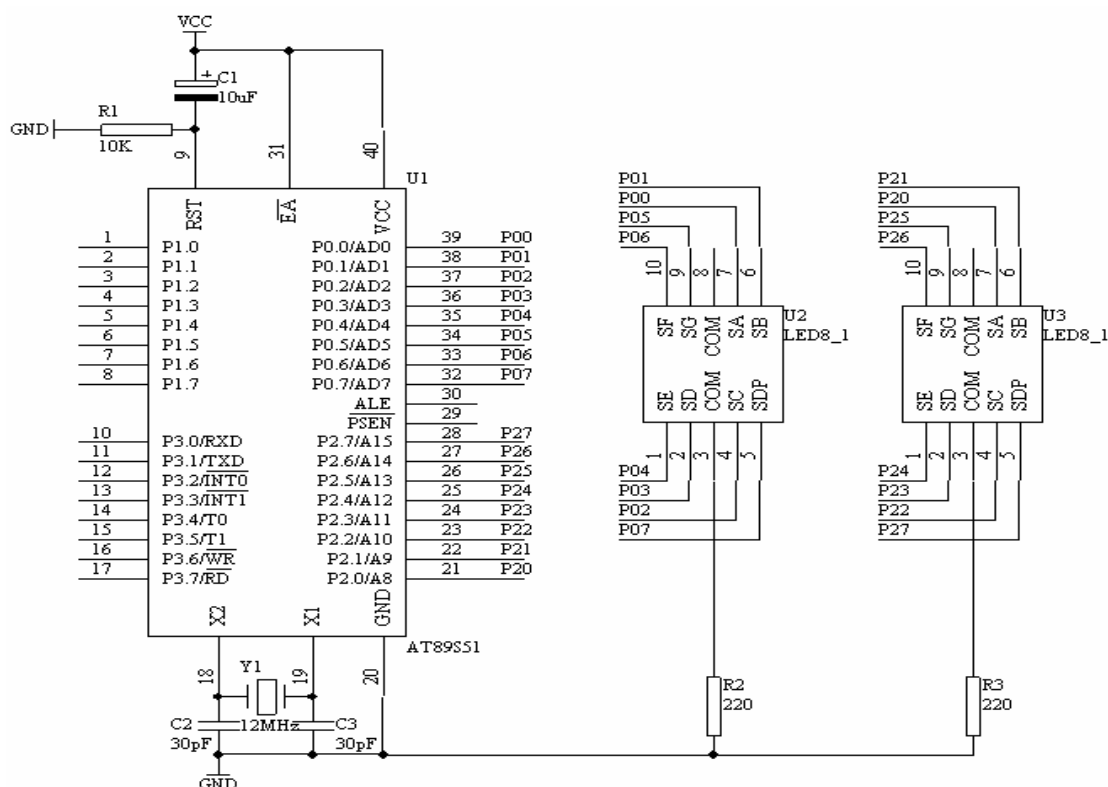 VCC
C1
10uF
R1
GND
10K
9
31
40
U1
RST
EA
VCC
1 P1.0 P0.0/AD0 39 P00
2 P1.1 P0.1/AD1 38 P01
3 P1.2 P0.2/AD2 37 P02
4 P1.3 P0.3/AD3 36 P03
5 P1.4 P0.4/AD4 35 P04
6 P1.5 P0.5/AD5 34 P05
7 P1.6 P0.6/AD6 33 P06
8 P1.7 P0.7/AD7 32 P07
ALE 30
PSEN 29
10 P3.0/RXD P2.7/A15 28 P27
11 P3.1/TXD P2.6/A14 27 P26
12 P3.2/INT0 P2.5/A13 26 P25
13 P3.3/INT1 P2.4/A12 25 P24
14 P3.4/T0 P2.3/A11 24 P23
15 P3.5/T1 P2.2/A10 23 P22
16 P3.6/WR P2.1/A9 22 P21
17 P3.7/RD P2.0/A8 21 P20
X2
X1
GND
AT89S51
18
19
20
Y1
12MHz
C2
30pF
C3
30pF
GND
P01
P00
P05
P06
10 9 8 7 6
SF SG COM SA SB
U2
LED8_1
SE SD COM SC SDP
1 2 3 4 5
P04
P03
P02
P07
R2
220
P21
P20
P25
P26
10 9 8 7 6
SF SG COM SA SB
U3
LED8_1
SE SD COM SC SDP
1 2 3 4 5
P24
P23
P22
P27
R3
220